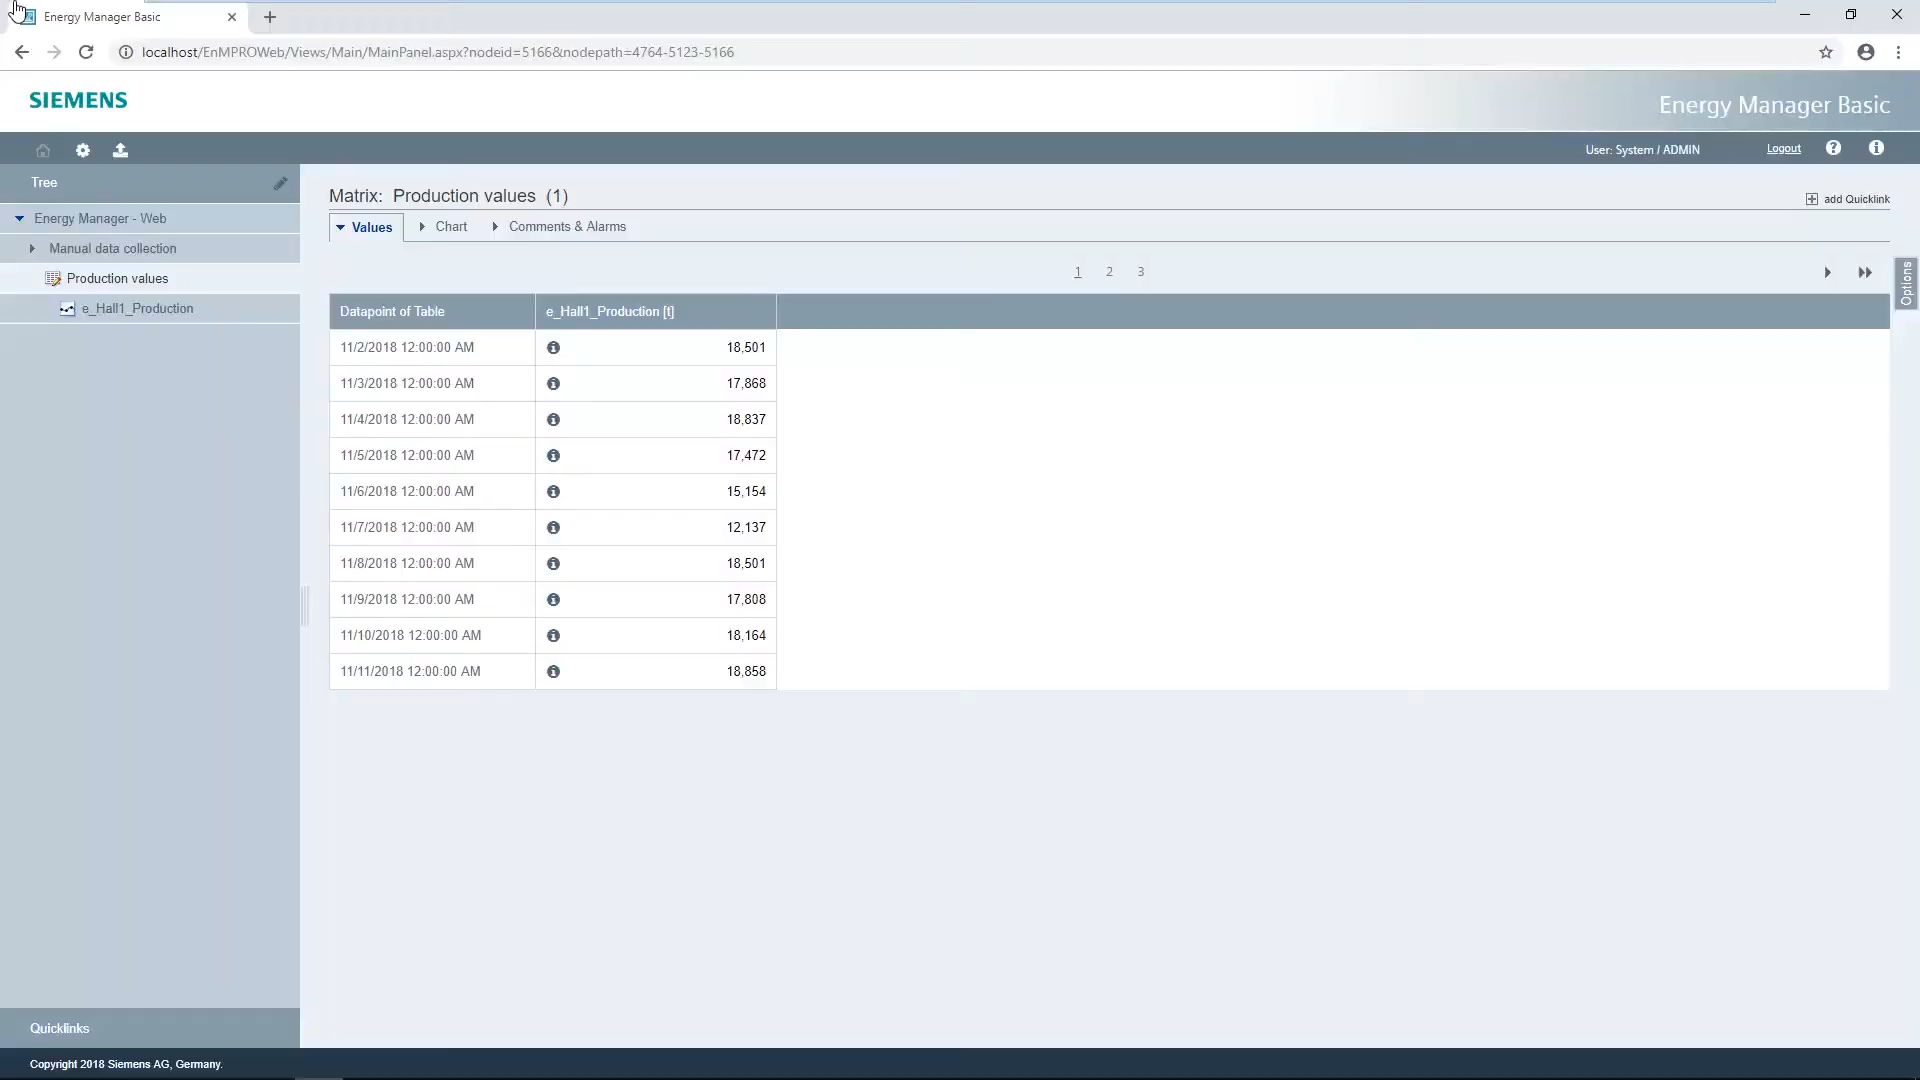 Energy Manager Basic
localhost/EnMPROWeb/Views/Main/MainPanel.aspx?nodeid=5166&nodepath=4764-5123-5166
SIEMENS
Energy Manager Basic
User: System / ADMIN Logout
Tree
Energy Manager - Web
Manual data collection
Production values
e_Hall1_Production
Quicklinks
Matrix: Production values (1)
add Quicklink
Values Chart Comments & Alarms
1 2 3
Options
Datapoint of Table e_Hall1_Production [t]
11/2/2018 12:00:00 AM 18,501
11/3/2018 12:00:00 AM 17,868
11/4/2018 12:00:00 AM 18,837
11/5/2018 12:00:00 AM 17,472
11/6/2018 12:00:00 AM 15,154
11/7/2018 12:00:00 AM 12,137
11/8/2018 12:00:00 AM 18,501
11/9/2018 12:00:00 AM 17,808
11/10/2018 12:00:00 AM 18,164
11/11/2018 12:00:00 AM 18,858
Copyright 2018 Siemens AG, Germany.